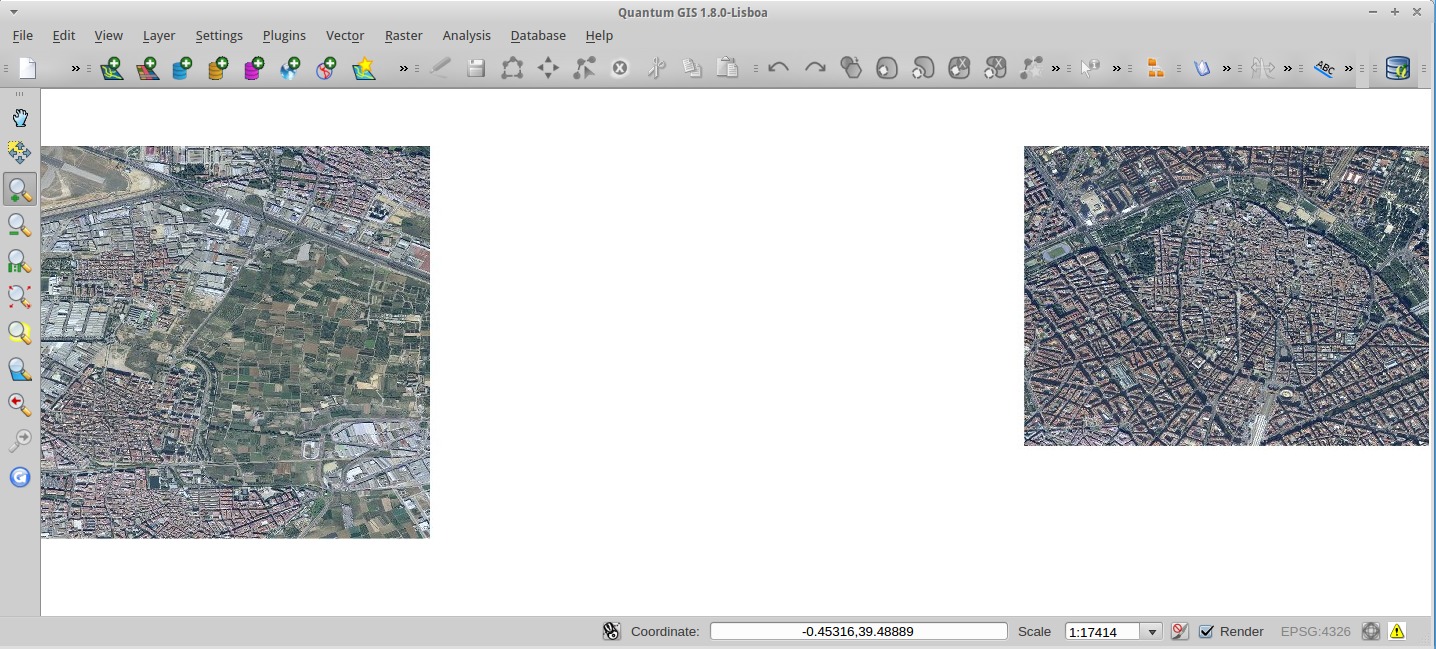 Quantum GIS 1.8.0-Lisboa
File Edit View Layer Settings Plugins Vector Raster Analysis Database Help
ABC
Coordinate: -0.45316,39.48889 Scale 1:17414 Render EPSG:4326